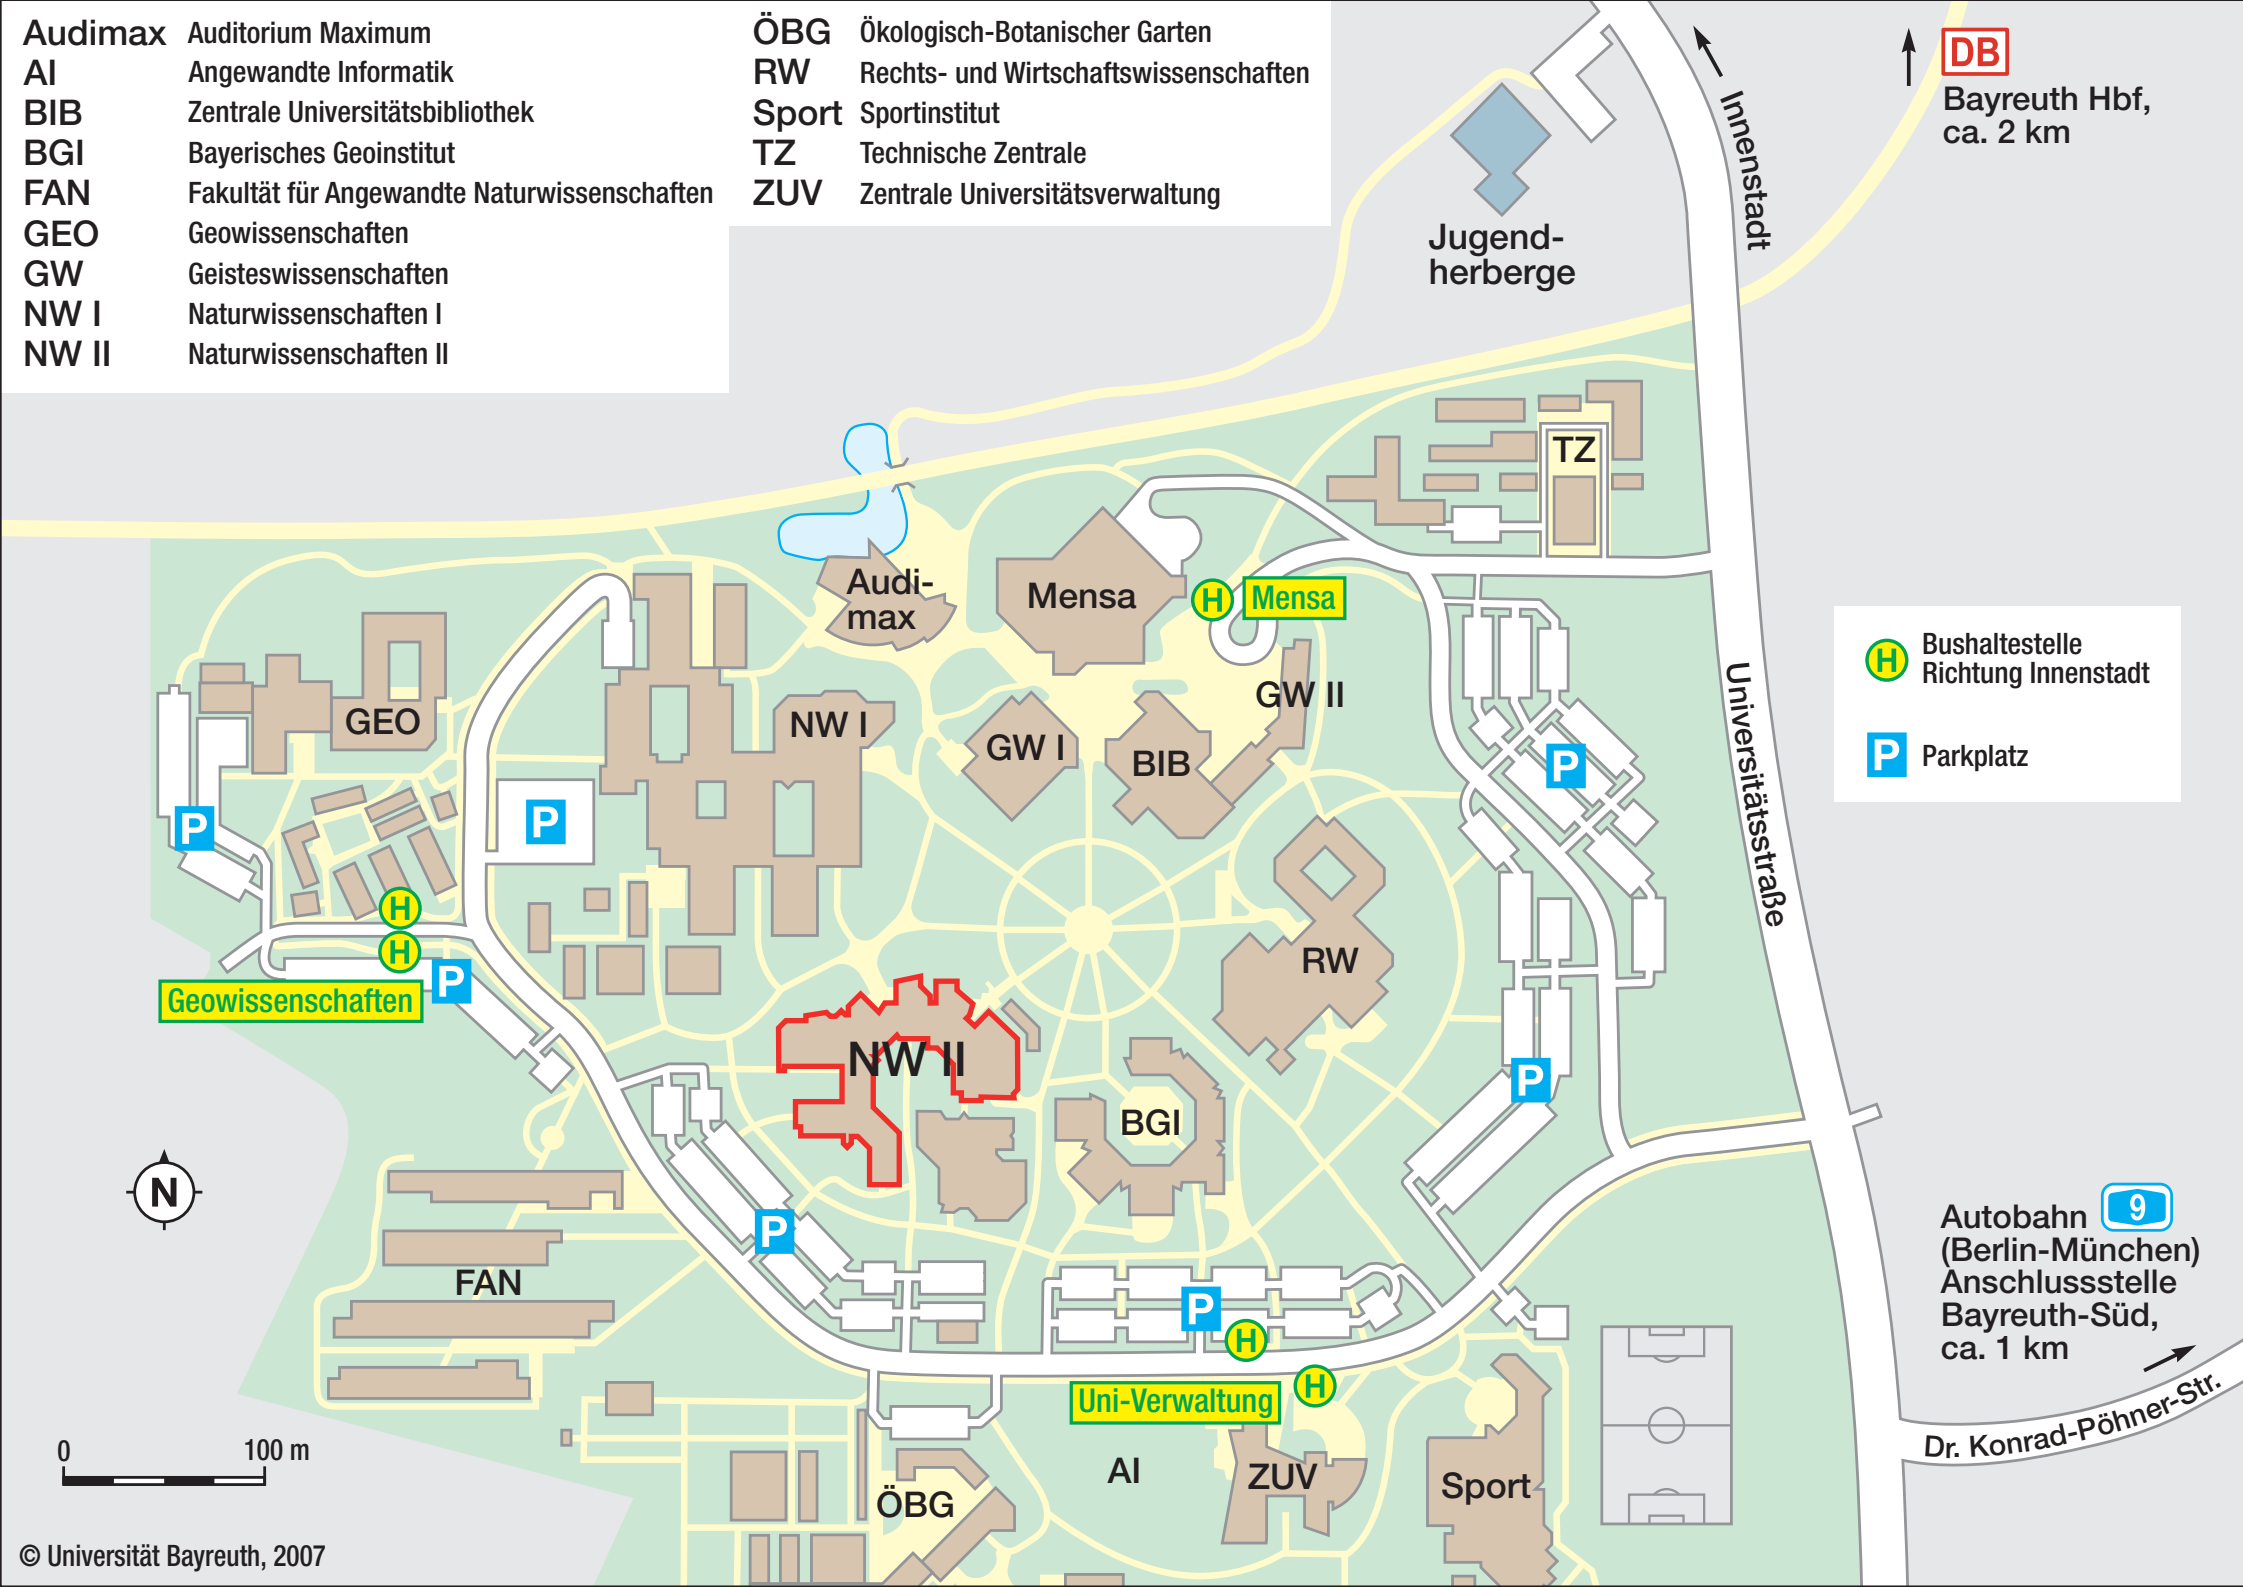 Audimax Auditorium Maximum
AI Angewandte Informatik
BIB Zentrale Universitätsbibliothek
BGI Bayerisches Geoinstitut
FAN Fakultät für Angewandte Naturwissenschaften
GEO Geowissenschaften
GW Geisteswissenschaften
NW I Naturwissenschaften I
NW II Naturwissenschaften II
ÖBG Ökologisch-Botanischer Garten
RW Rechts- und Wirtschaftswissenschaften
Sport Sportinstitut
TZ Technische Zentrale
ZUV Zentrale Universitätsverwaltung
Innenstadt
DB
Bayreuth Hbf,
ca. 2 km
Jugend-
herberge
TZ
Audi-
max
Mensa
H Mensa
GEO
NW I
GW I
BIB
GW II
Universitätsstraße
H Bushaltestelle
Richtung Innenstadt
P Parkplatz
P
P
P
H
H
P
Geowissenschaften
RW
NW II
BGI
P
N
FAN
P
P
H
Uni-Verwaltung H
Autobahn 9
(Berlin-München)
Anschlussstelle
Bayreuth-Süd,
ca. 1 km
Dr. Konrad-Pöhner-Str.
0 100 m
ÖBG
AI
ZUV
Sport
© Universität Bayreuth, 2007